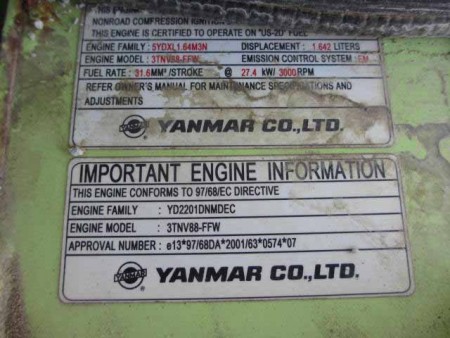 THIS ENGINE
NONROAD COMPRESSION IGNITION
IS CERTIFIED TO OPERATE ON "US-2D" FUEL
ENGINE FAMILY : 5YDXL1.64M3N DISPLACEMENT : 1.642 LITERS
ENGINE MODEL : 3TNV88-FFW EMISSION CONTROL SYSTEM : EM
FUEL RATE : 31.6MM³/STROKE @ 27.4 kW/ 3000RPM
REFER OWNER'S MANUAL FOR MAINTENANCE SPECIFICATIONS AND
ADJUSTMENTS
YANMAR CO.,LTD.
IMPORTANT ENGINE INFORMATION
THIS ENGINE CONFORMS TO 97/68/EC DIRECTIVE
ENGINE FAMILY : YD2201DNMDEC
ENGINE MODEL : 3TNV88-FFW
APPROVAL NUMBER : e13*97/68DA*2001/63*0574*07
YANMAR CO.,LTD.